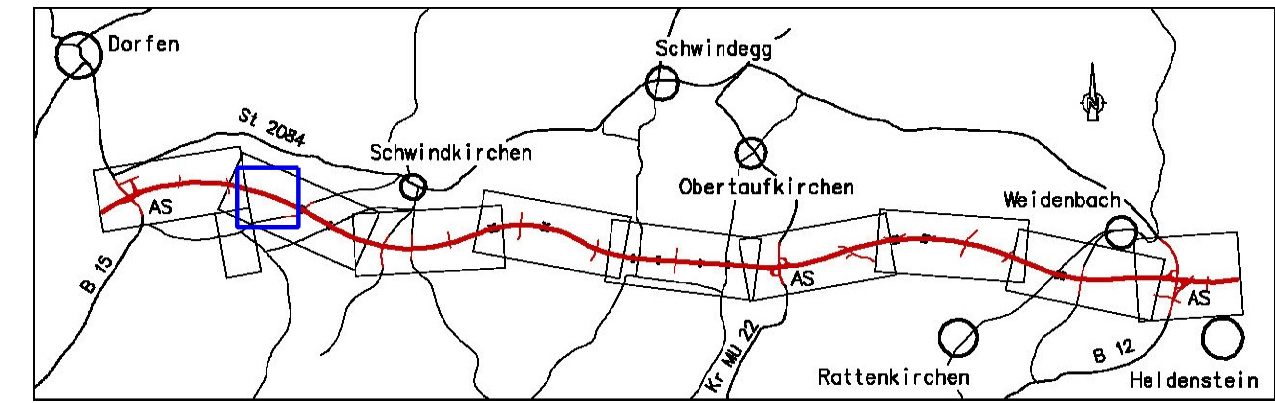 Dorfen
Schwindegg
N
St 2084
Schwindkirchen
Obertaufkirchen
Weidenbach
AS
B 15
AS
AS
Kr MÜ 22
B 12
Rattenkirchen
Heldenstein